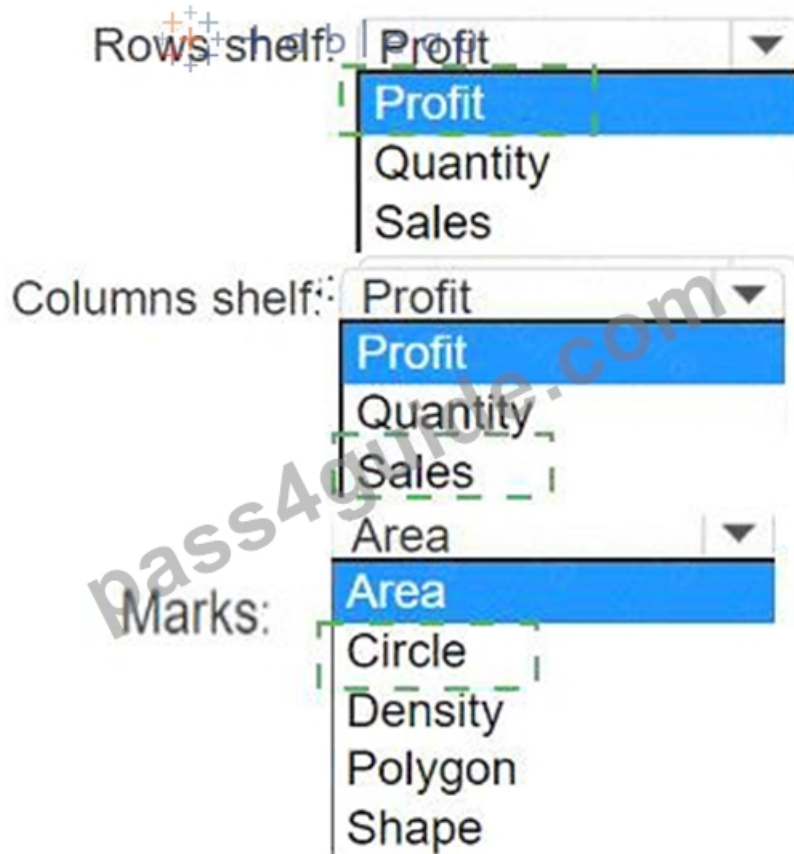 Rows shelf: Profit
+ableau
Profit
Quantity
Sales
Columns shelf: Profit
Profit
Quantity
Sales
pass4guide.com
Area
Marks: Area
Circle
Density
Polygon
Shape